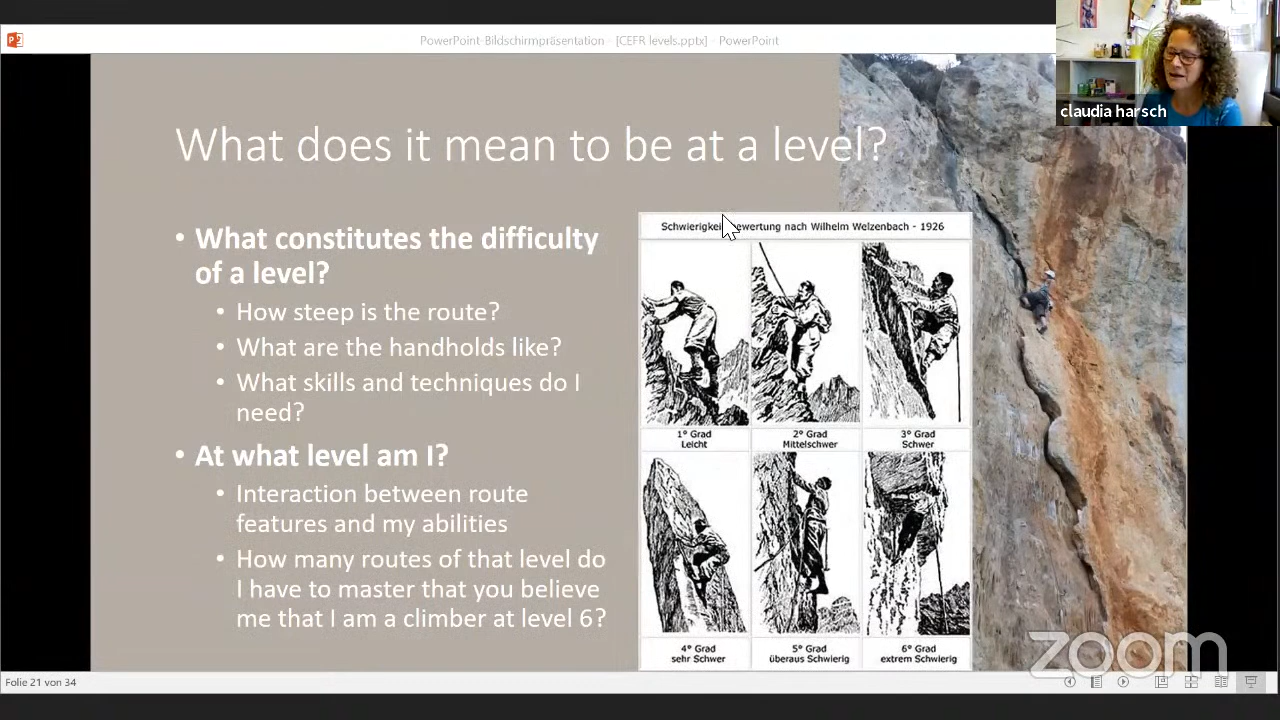 PowerPoint-Bildschirmpräsentation - [CEFR levels.pptx] - PowerPoint
claudia harsch
What does it mean to be at a level?
• What constitutes the difficulty
of a level?
• How steep is the route?
• What are the handholds like?
• What skills and techniques do I
need?
• At what level am I?
• Interaction between route
features and my abilities
• How many routes of that level do
I have to master that you believe
me that I am a climber at level 6?
nach Wilhelm Welzenbach - 1926
1° Grad
Leicht
2° Grad
Mittelschwer
3° Grad
Schwer
4° Grad
sehr Schwer
5° Grad
überaus Schwierig
6° Grad
extrem Schwierig
zoom
Folie 21 von 34